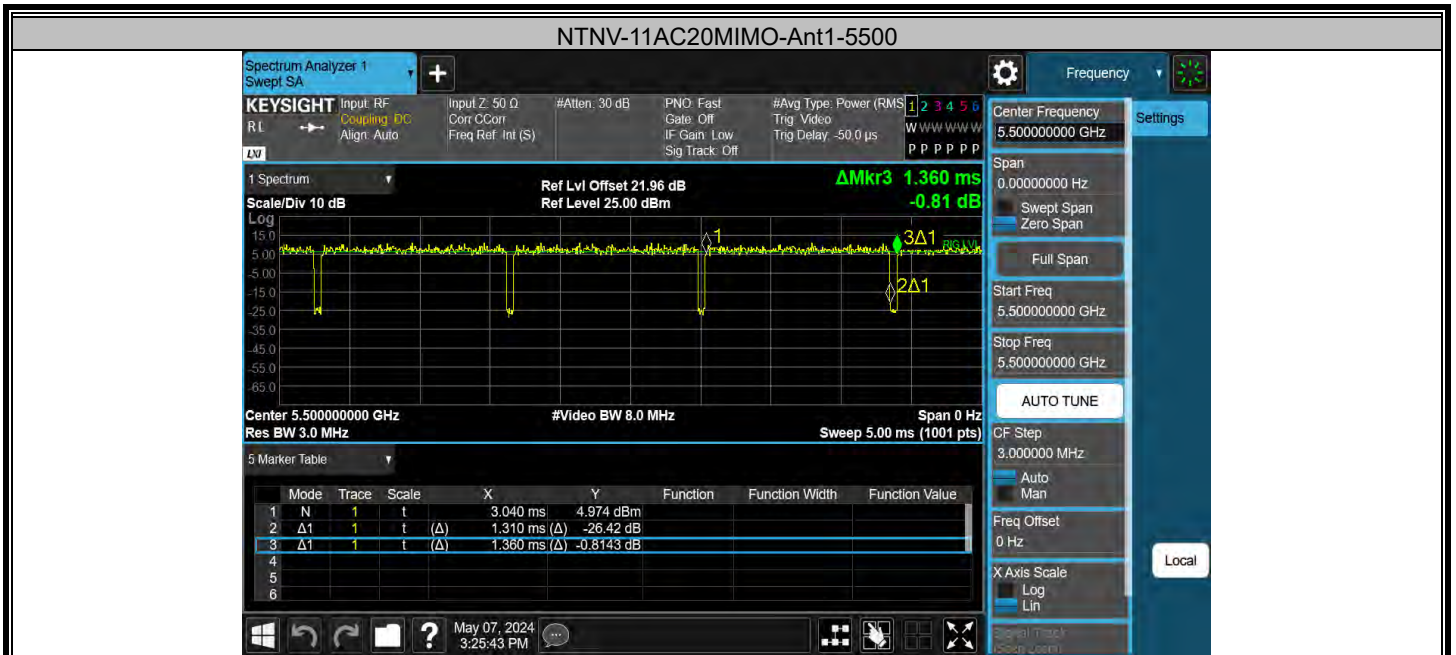 NTNV-11AC20MIMO-Ant1-5500
Spectrum Analyzer 1
Swept SA
+
Frequency
KEYSIGHT Input: RF Input Z: 50 Ω #Atten: 30 dB PNO: Fast #Avg Type: Power (RMS 1 2 3 4 5 6
RL Coupling: DC Corr CCorr Gate: Off Trig: Video W W W W W W
Align: Auto Freq Ref: Int (S) IF Gain: Low Trig Delay: -50.0 µs P P P P P P
LXI Sig Track: Off
1 Spectrum Ref Lvl Offset 21.96 dB ΔMkr3 1.360 ms
Scale/Div 10 dB Ref Level 25.00 dBm -0.81 dB
Log
15.0
5.00
-5.00
-15.0
-25.0
-35.0
-45.0
-55.0
-65.0
1
3Δ1
2Δ1
Center 5.500000000 GHz #Video BW 8.0 MHz Span 0 Hz
Res BW 3.0 MHz Sweep 5.00 ms (1001 pts)
5 Marker Table
Mode Trace Scale X Y Function Function Width Function Value
1 N 1 t 3.040 ms 4.974 dBm
2 Δ1 1 t (Δ) 1.310 ms (Δ) -26.42 dB
3 Δ1 1 t (Δ) 1.360 ms (Δ) -0.8143 dB
4
5
6
Center Frequency
5.500000000 GHz
Settings
Span
0.00000000 Hz
Swept Span
Zero Span
Full Span
Start Freq
5.500000000 GHz
Stop Freq
5.500000000 GHz
AUTO TUNE
CF Step
3.000000 MHz
Auto
Man
Freq Offset
0 Hz
X Axis Scale
Log
Lin
Local
?
May 07, 2024
3:25:43 PM